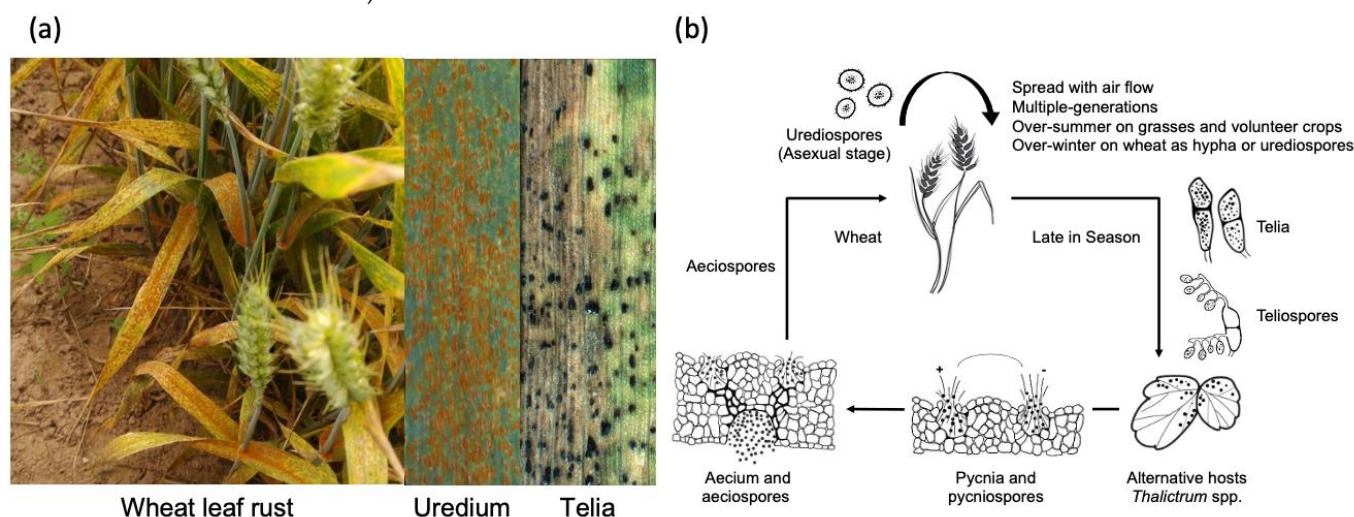 (a)
Wheat leaf rust
Uredium
Telia
(b)
Urediospores
(Asexual stage)
Spread with air flow
Multiple-generations
Over-summer on grasses and volunteer crops
Over-winter on wheat as hypha or urediospores
Wheat
Late in Season
Telia
Aeciospores
Teliospores
+
-
Aecium and
aeciospores
Pycnia and
pycniospores
Alternative hosts
Thalictrum spp.